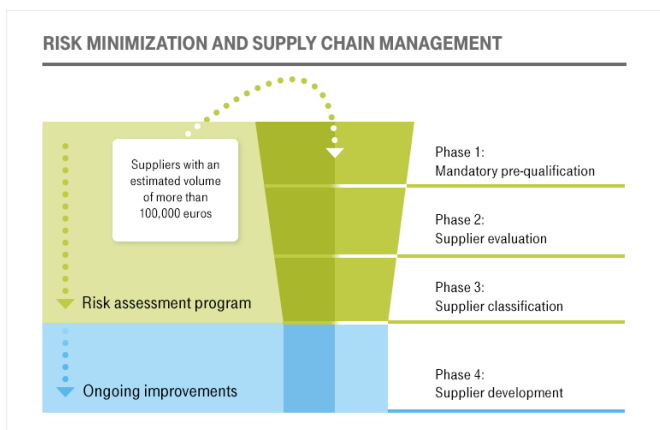 RISK MINIMIZATION AND SUPPLY CHAIN MANAGEMENT
Suppliers with an
estimated volume
of more than
100,000 euros
Risk assessment program
Ongoing improvements
Phase 1:
Mandatory pre-qualification
Phase 2:
Supplier evaluation
Phase 3:
Supplier classification
Phase 4:
Supplier development